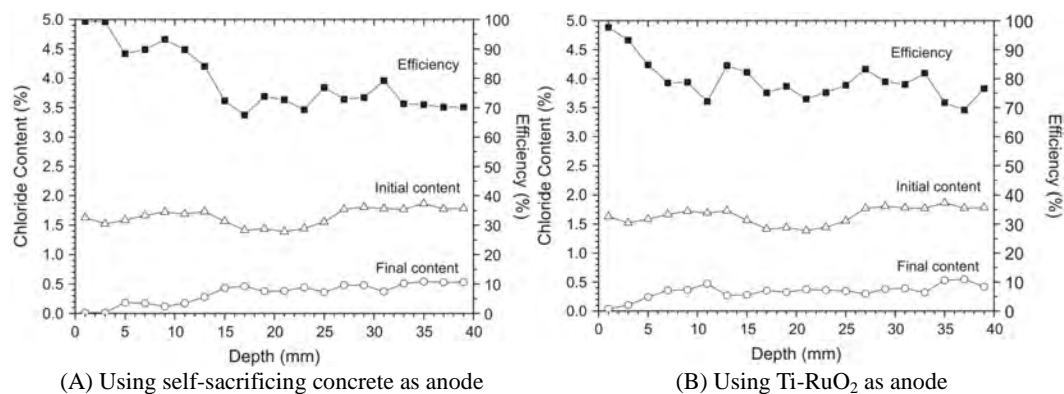 5.0
4.5
4.0
3.5
3.0
2.5
2.0
1.5
1.0
0.5
0.0
Chloride Content (%)
100
90
80
70
60
50
40
30
20
10
0
Efficiency (%)
Efficiency
Initial content
Final content
0 5 10 15 20 25 30 35 40
Depth (mm)
(A) Using self-sacrificing concrete as anode
5.0
4.5
4.0
3.5
3.0
2.5
2.0
1.5
1.0
0.5
0.0
Chloride Content (%)
100
90
80
70
60
50
40
30
20
10
0
Efficiency (%)
Efficiency
Initial content
Final content
0 5 10 15 20 25 30 35 40
Depth (mm)
(B) Using Ti-RuO₂ as anode